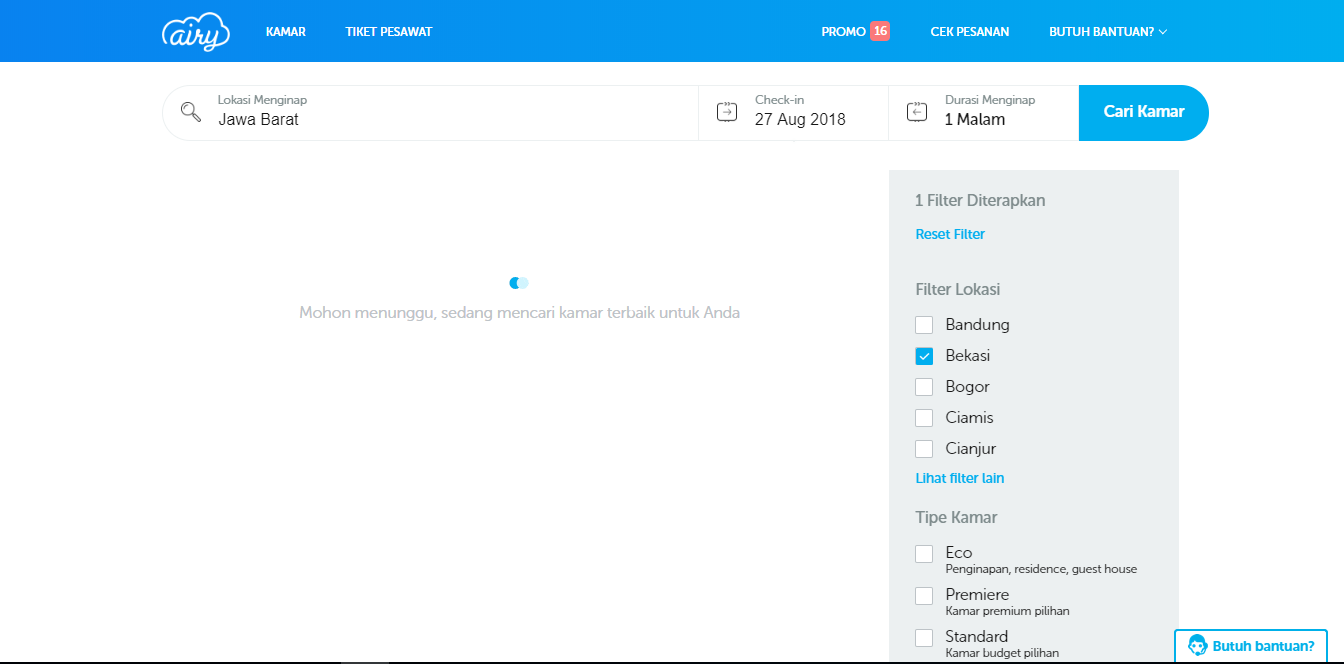 airy
KAMAR
TIKET PESAWAT
PROMO 16
CEK PESANAN
BUTUH BANTUAN?
Lokasi Menginap
Jawa Barat
Check-in
27 Aug 2018
Durasi Menginap
1 Malam
Cari Kamar
Mohon menunggu, sedang mencari kamar terbaik untuk Anda
1 Filter Diterapkan
Reset Filter
Filter Lokasi
Bandung
Bekasi
Bogor
Ciamis
Cianjur
Lihat filter lain
Tipe Kamar
Eco
Penginapan, residence, guest house
Premiere
Kamar premium pilihan
Standard
Kamar budget pilihan
Butuh bantuan?